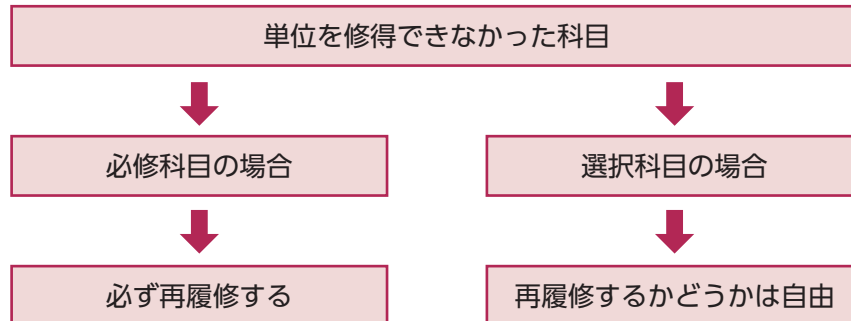 単位を修得できなかった科目
必修科目の場合
選択科目の場合
必ず再履修する
再履修するかどうかは自由